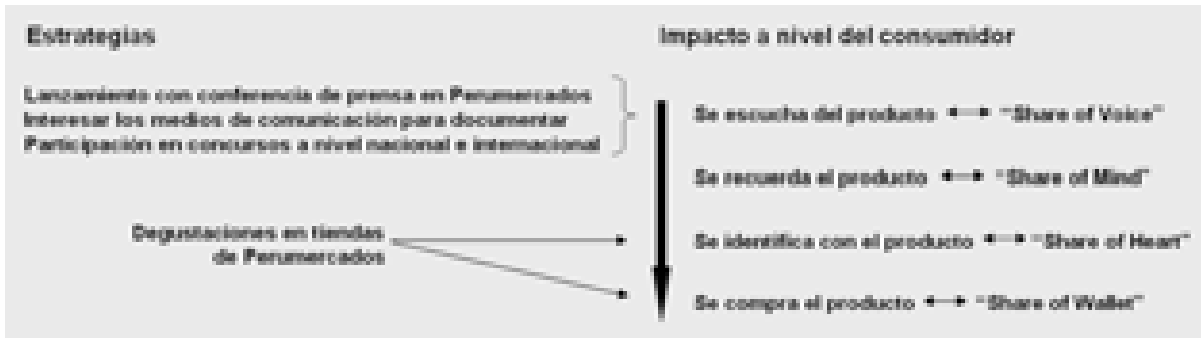 Estrategias
Impacto a nivel del consumidor
Lanzamiento con conferencia de prensa en Perumercados
Interesar los medios de comunicación para documentar
Participación en concursos a nivel nacional e internacional
Se escucha del producto ↔ "Share of Voice"
Se recuerda el producto ↔ "Share of Mind"
Degustaciones en tiendas
de Perumercados
Se identifica con el producto ↔ "Share of Heart"
Se compra el producto ↔ "Share of Wallet"